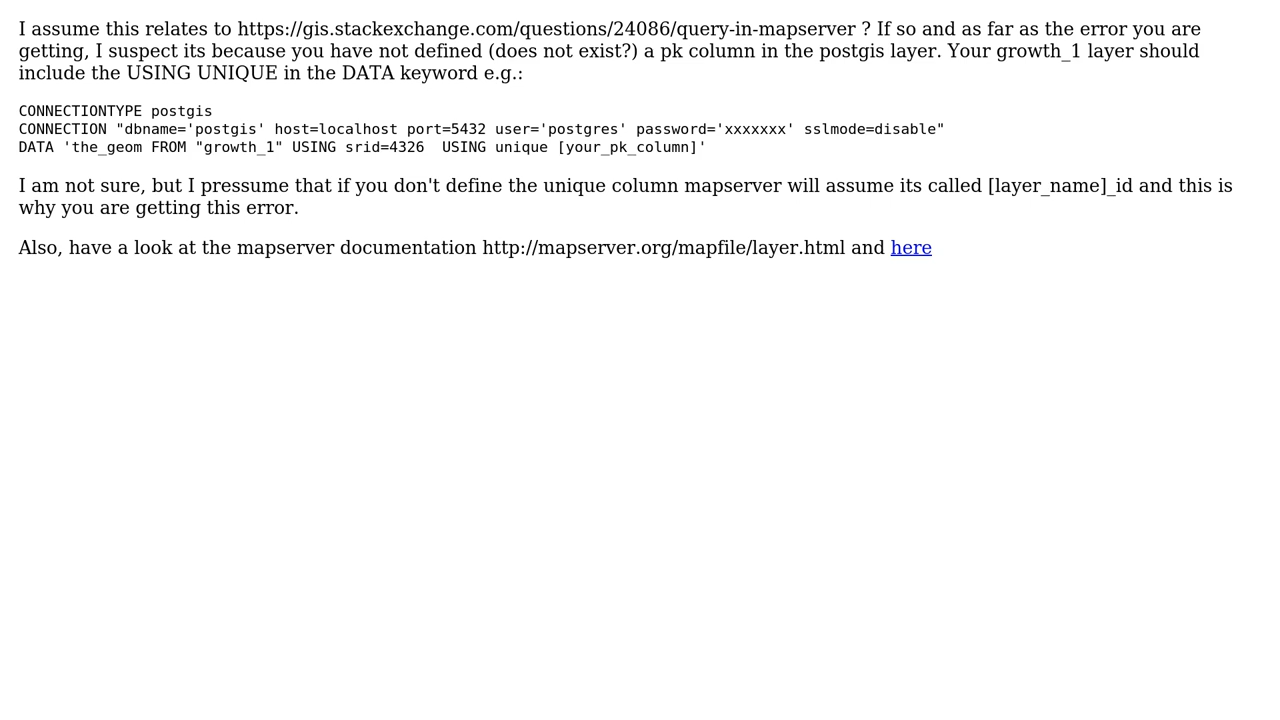 I assume this relates to https://gis.stackexchange.com/questions/24086/query-in-mapserver ? If so and as far as the error you are
getting, I suspect its because you have not defined (does not exist?) a pk column in the postgis layer. Your growth_1 layer should
include the USING UNIQUE in the DATA keyword e.g.:
CONNECTIONTYPE postgis
CONNECTION "dbname='postgis' host=localhost port=5432 user='postgres' password='xxxxxxx' sslmode=disable"
DATA 'the_geom FROM "growth_1" USING srid=4326  USING unique [your_pk_column]'
I am not sure, but I pressume that if you don't define the unique column mapserver will assume its called [layer_name]_id and this is
why you are getting this error.
Also, have a look at the mapserver documentation http://mapserver.org/mapfile/layer.html and here